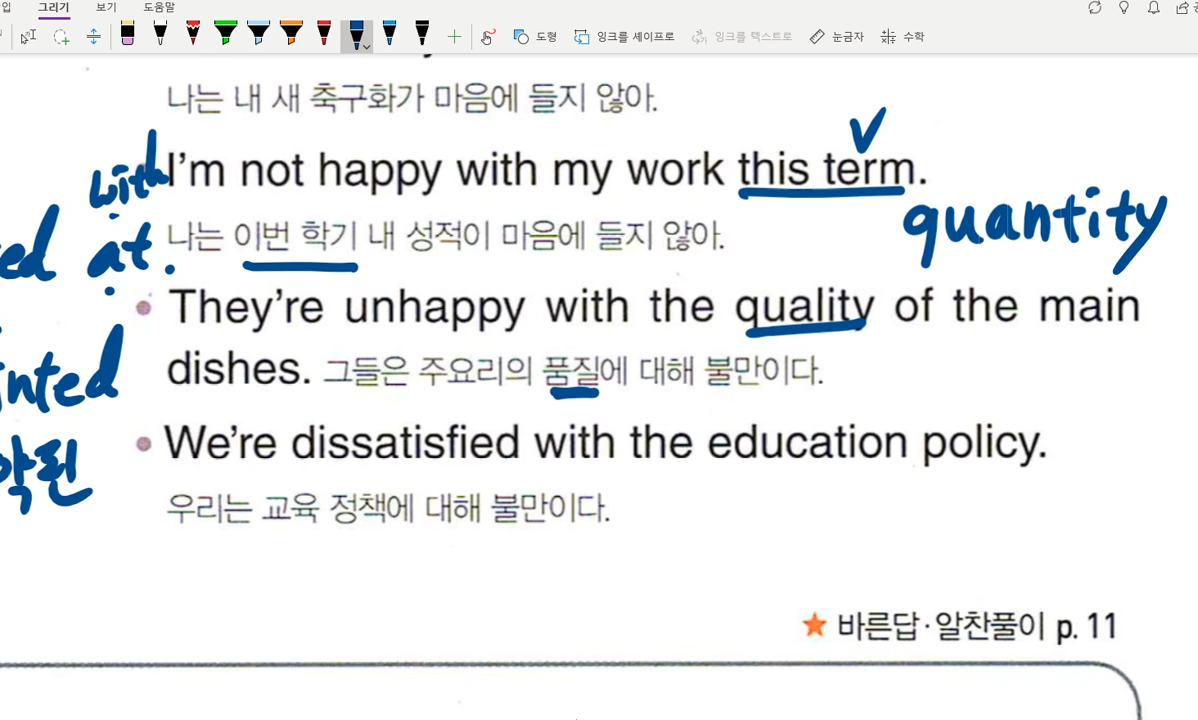 그리기 보기 도움말
도형 잉크를 셰이프로 잉크를 텍스트로 눈금자 수학
나는 내 새 축구화가 마음에 들지 않아.
with I'm not happy with my work this term.
at. 나는 이번 학기 내 성적이 마음에 들지 않아.
quantity
• They're unhappy with the quality of the main
dishes. 그들은 주요리의 품질에 대해 불만이다.
• We're dissatisfied with the education policy.
우리는 교육 정책에 대해 불만이다.
★ 바른답·알찬풀이 p. 11